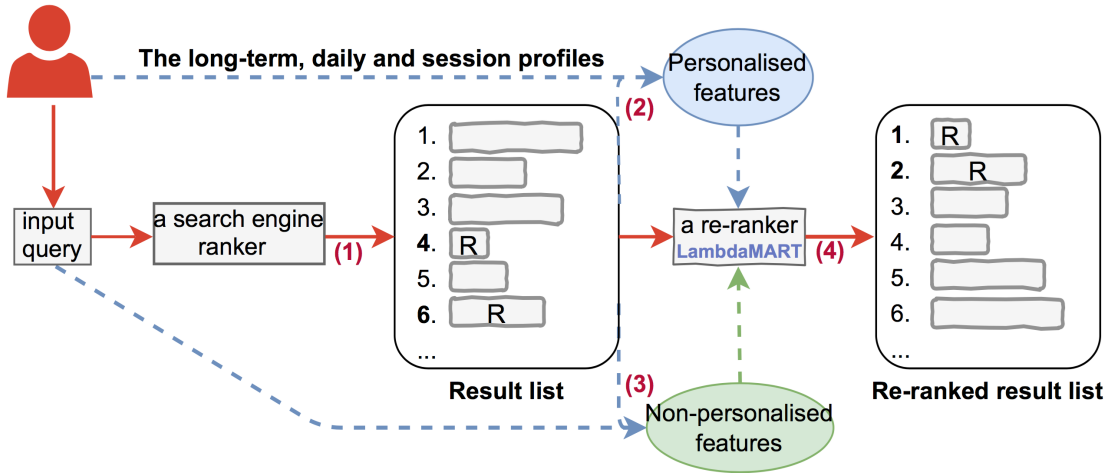 The long-term, daily and session profiles
Personalised
features
(2)
1.
2.
3.
4.
R
5.
6.
R
...
Result list
input
query
a search engine
ranker
(1)
a re-ranker
LambdaMART
(4)
(3)
Non-personalised
features
1.
R
2.
R
3.
4.
5.
6.
...
Re-ranked result list